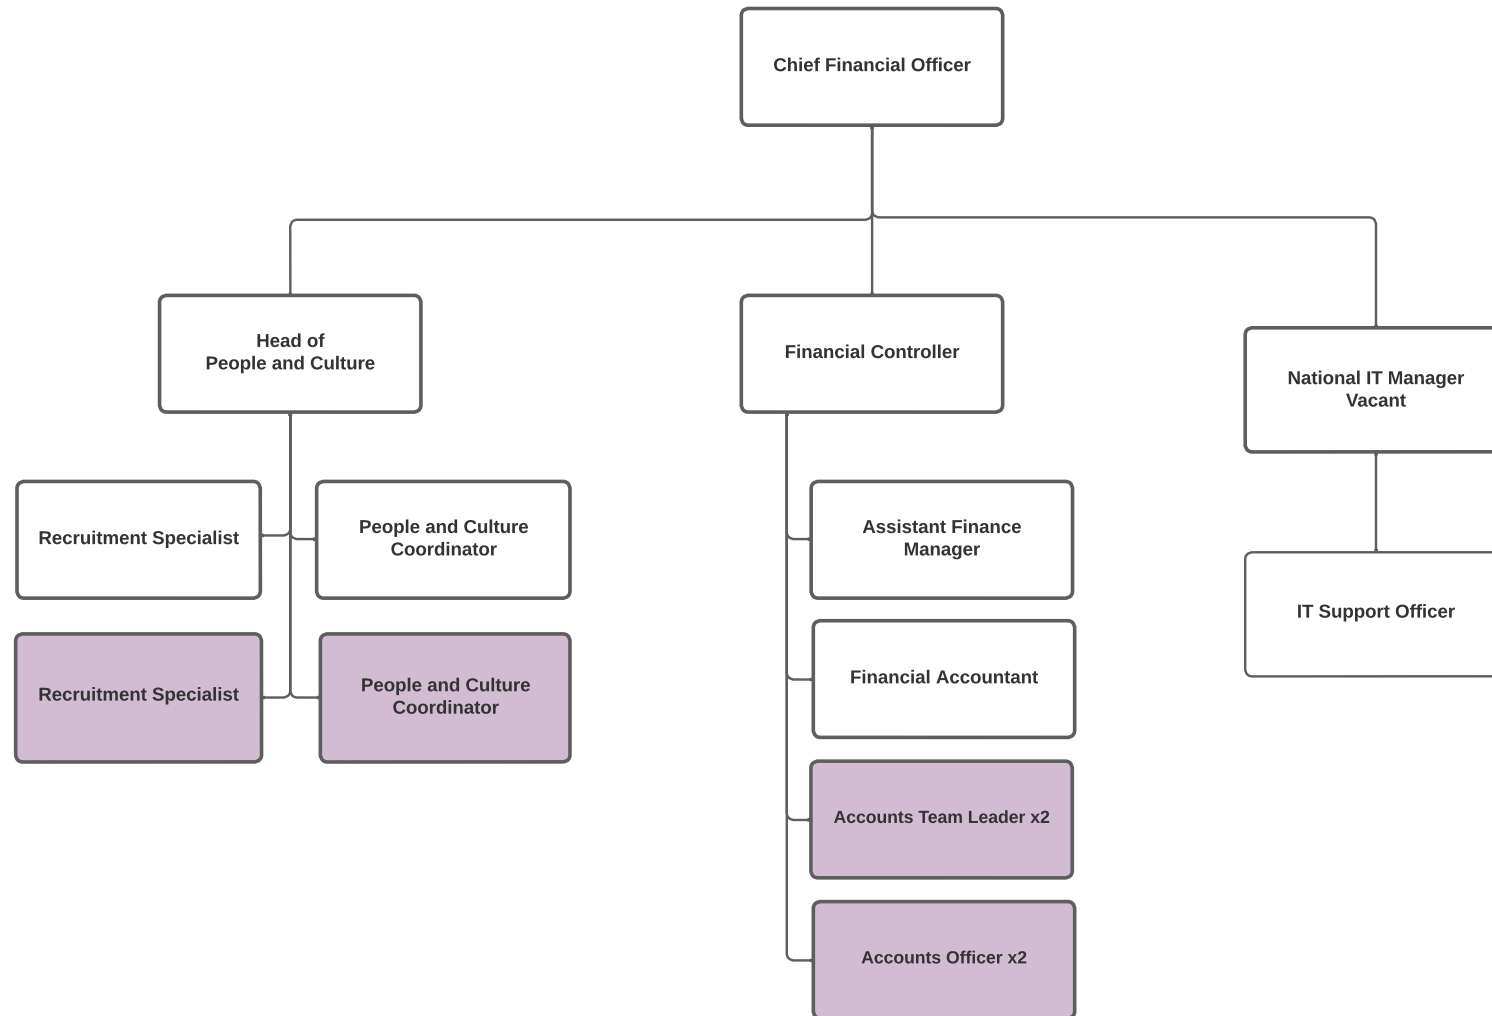 Chief Financial Officer
Head of
People and Culture
Financial Controller
National IT Manager
Vacant
Recruitment Specialist
People and Culture
Coordinator
Assistant Finance
Manager
IT Support Officer
Recruitment Specialist
People and Culture
Coordinator
Financial Accountant
Accounts Team Leader x2
Accounts Officer x2